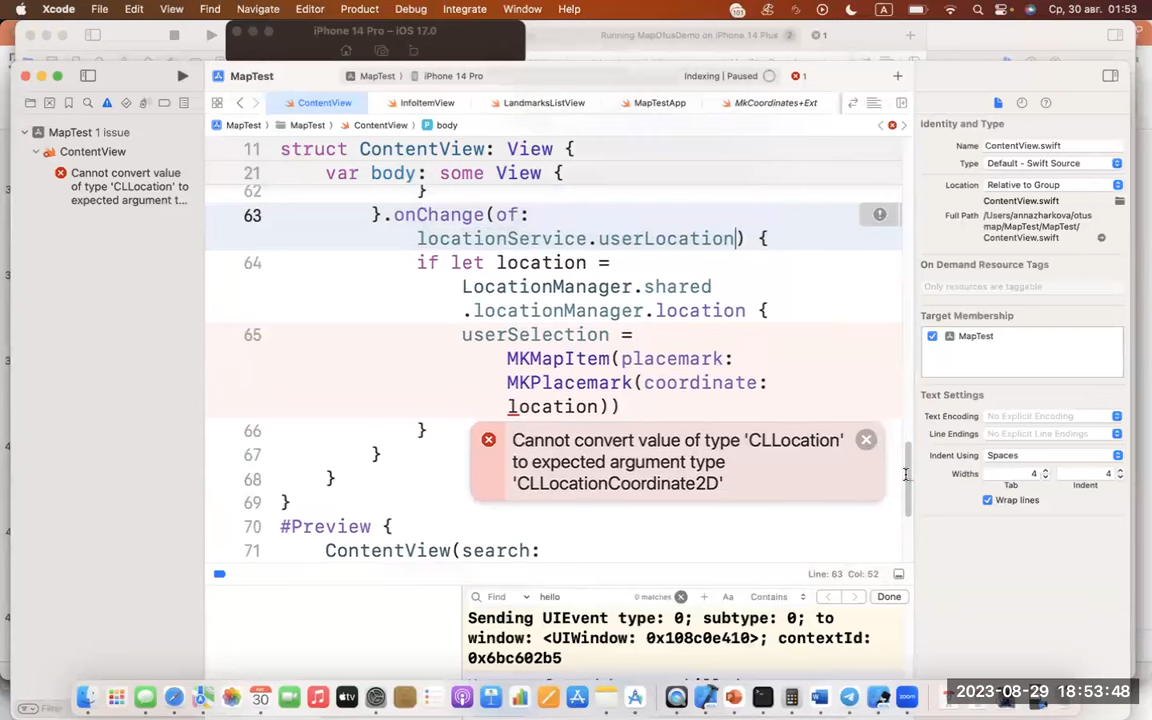 Xcode File Edit View Find Navigate Editor Product Debug Integrate Window Help
101 A Ср, 30 авг. 01:53
iPhone 14 Pro – iOS 17.0
Running MapOtusDemo on iPhone 14 Plus 2 1
MapTest
MapTest iPhone 14 Pro
Indexing | Paused 1
ContentView InfoItemView LandmarksListView MapTestApp MkCoordinates+Ext
MapTest MapTest ContentView body
MapTest 1 issue
ContentView
Cannot convert value of type 'CLLocation' to expected argument t...
11 struct ContentView: View {
21 var body: some View {
62 }
63 }.onChange(of:
locationService.userLocation) {
64 if let location =
LocationManager.shared
.locationManager.location {
65 userSelection =
MKMapItem(placemark:
MKPlacemark(coordinate:
location))
66 }
67 }
68 }
69 }
70 #Preview {
71 ContentView(search:
Cannot convert value of type 'CLLocation'
to expected argument type
'CLLocationCoordinate2D'
Line: 63 Col: 52
Find hello 0 matches Aa Contains Done
Sending UIEvent type: 0; subtype: 0; to
window: <UIWindow: 0x108c0e410>; contextId:
0x6bc602b5
Identity and Type
Name ContentView.swift
Type Default - Swift Source
Location Relative to Group
ContentView.swift
Full Path /Users/annazharkova/otus
map/MapTest/MapTest/
ContentView.swift
On Demand Resource Tags
Only resources are taggable
Target Membership
MapTest
Text Settings
Text Encoding No Explicit Encoding
Line Endings No Explicit Line Endings
Indent Using Spaces
Widths 4 4
Tab Indent
Wrap lines
Filter
АВГ.
30
tv
zoom
2023-08-29 18:53:48